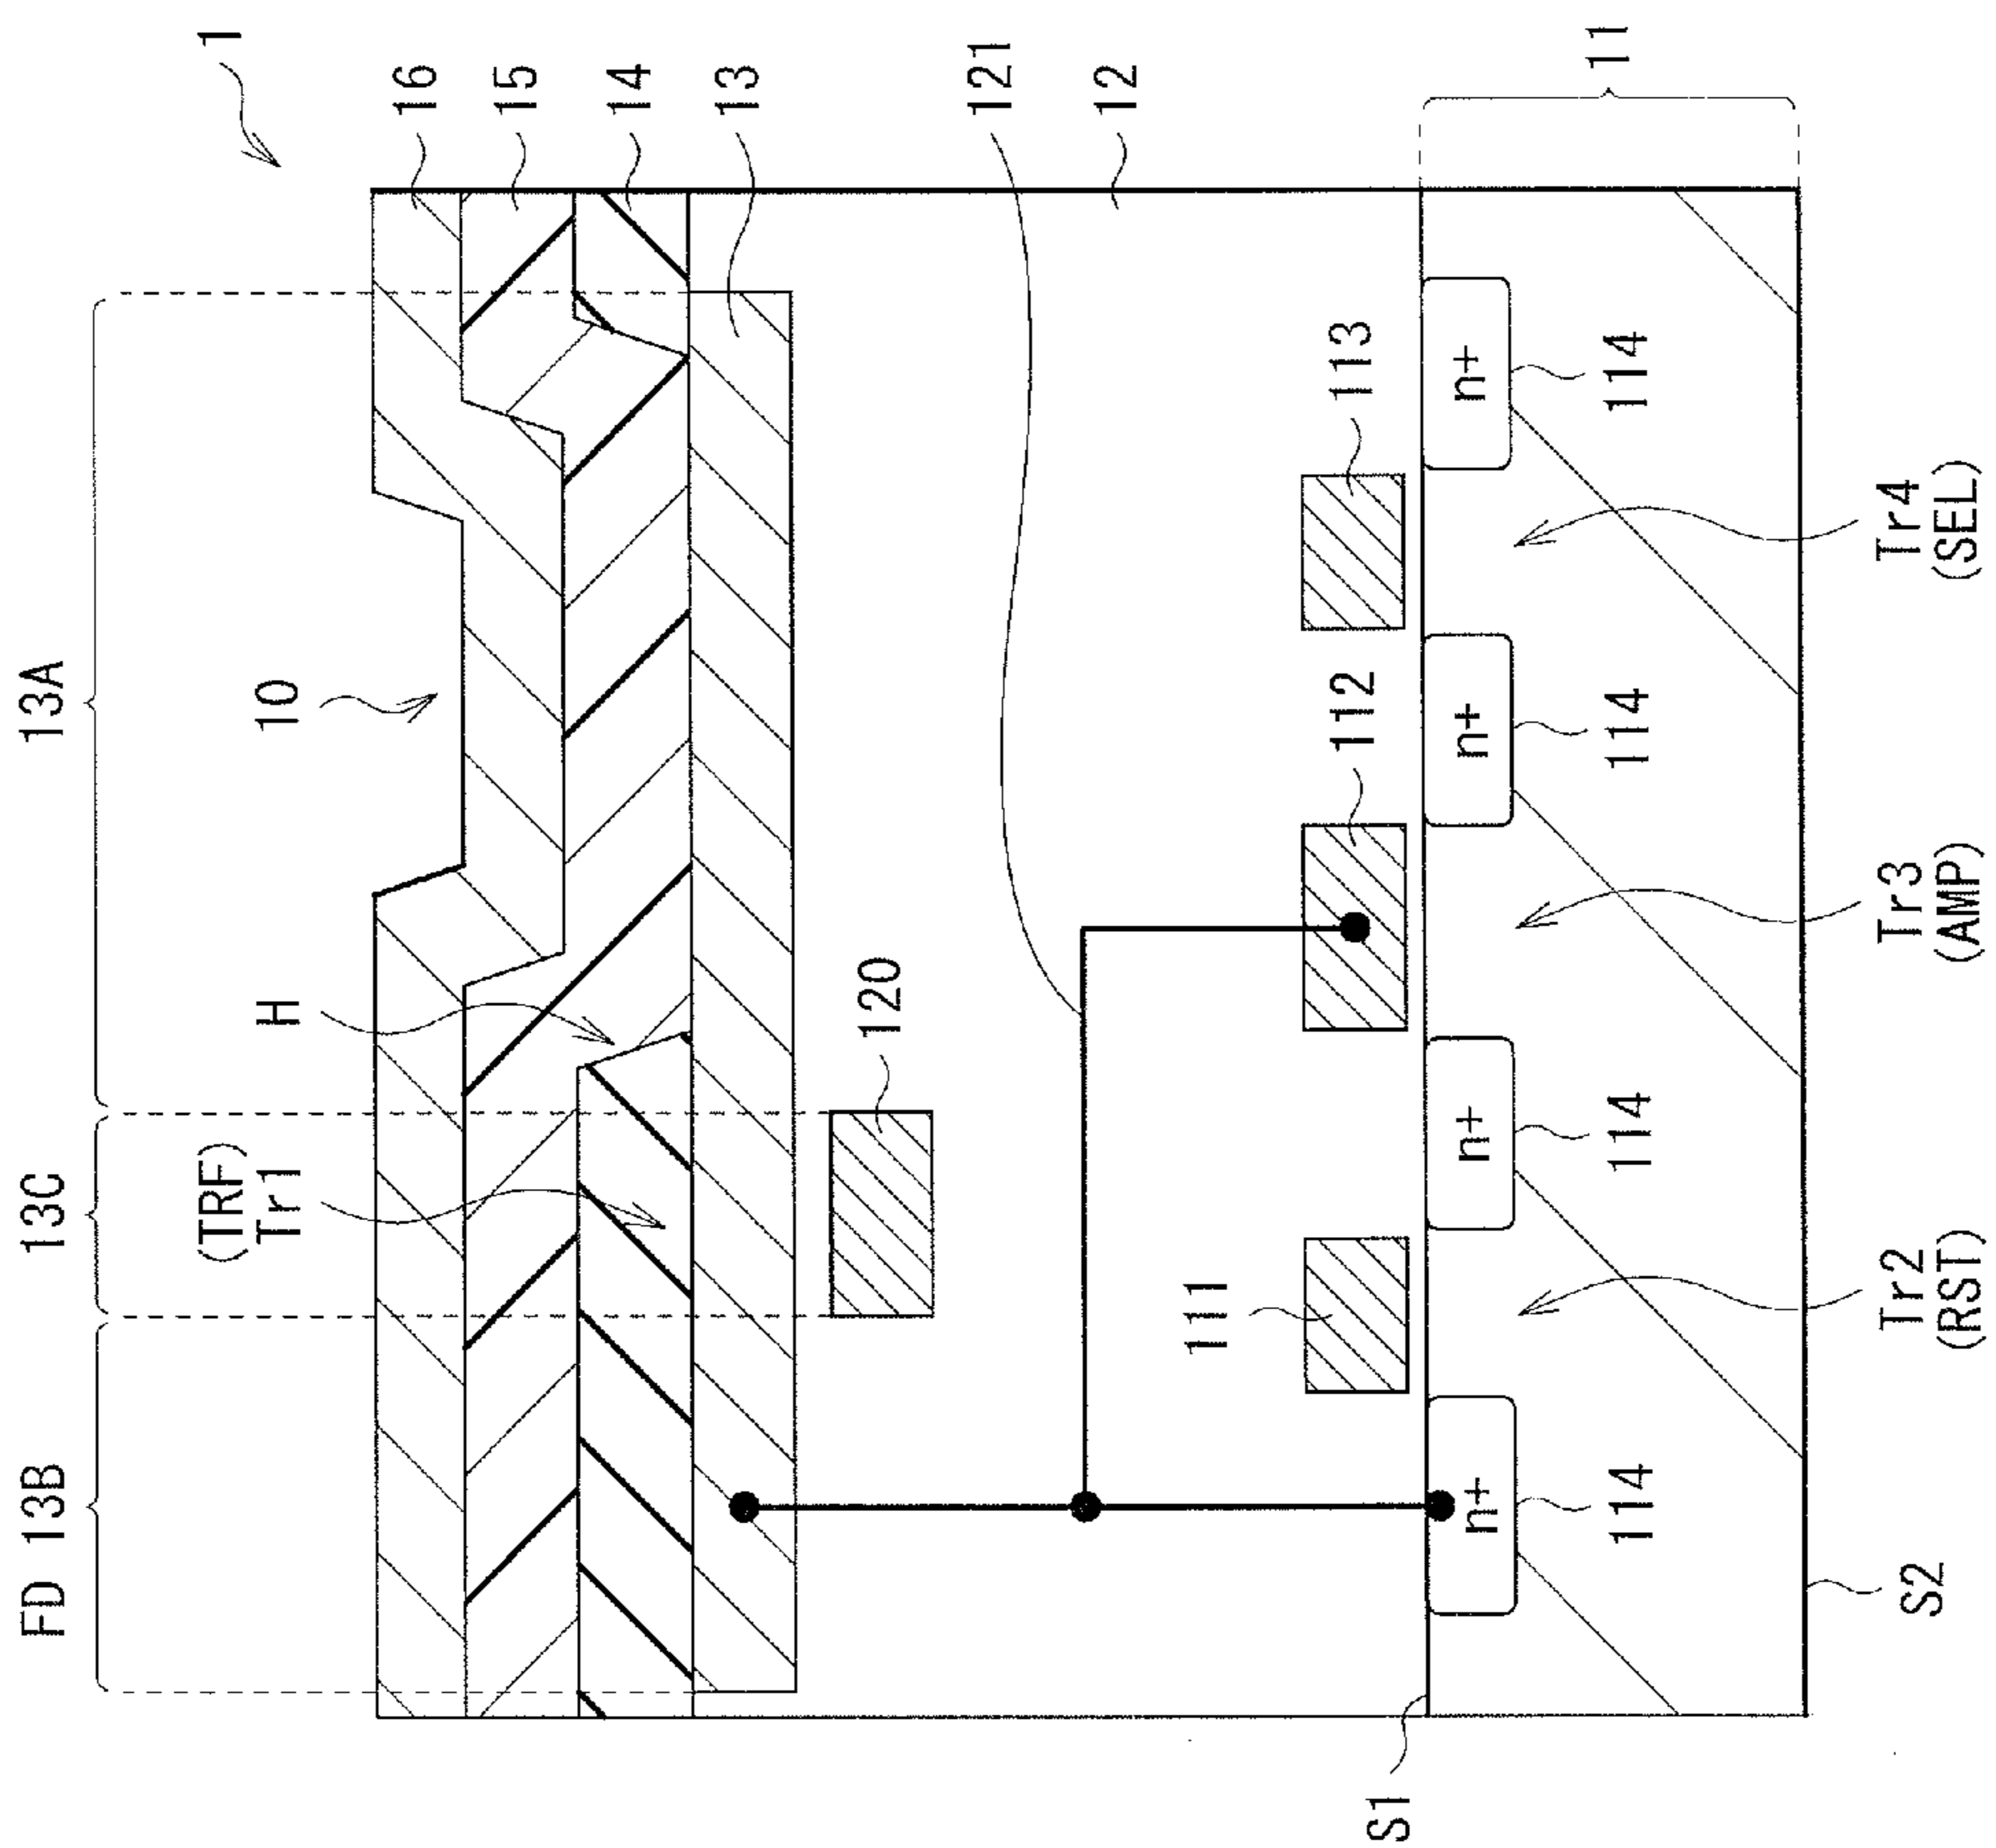 FD 13B
13C
13A
1
(TRF)
Tr1
H
10
16
15
14
13
120
121
12
111
112
113
S1
n+
n+
n+
n+
11
114
114
114
114
S2
Tr2
(RST)
Tr3
(AMP)
Tr4
(SEL)